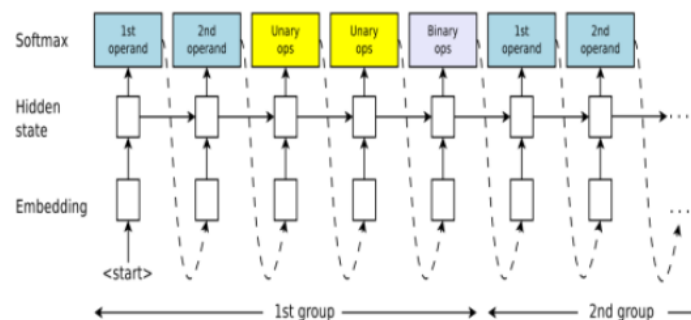 Softmax
1st
operand
2nd
operand
Unary
ops
Unary
ops
Binary
ops
1st
operand
2nd
operand
Hidden
state
. . .
Embedding
. . .
<start>
1st group
2nd group